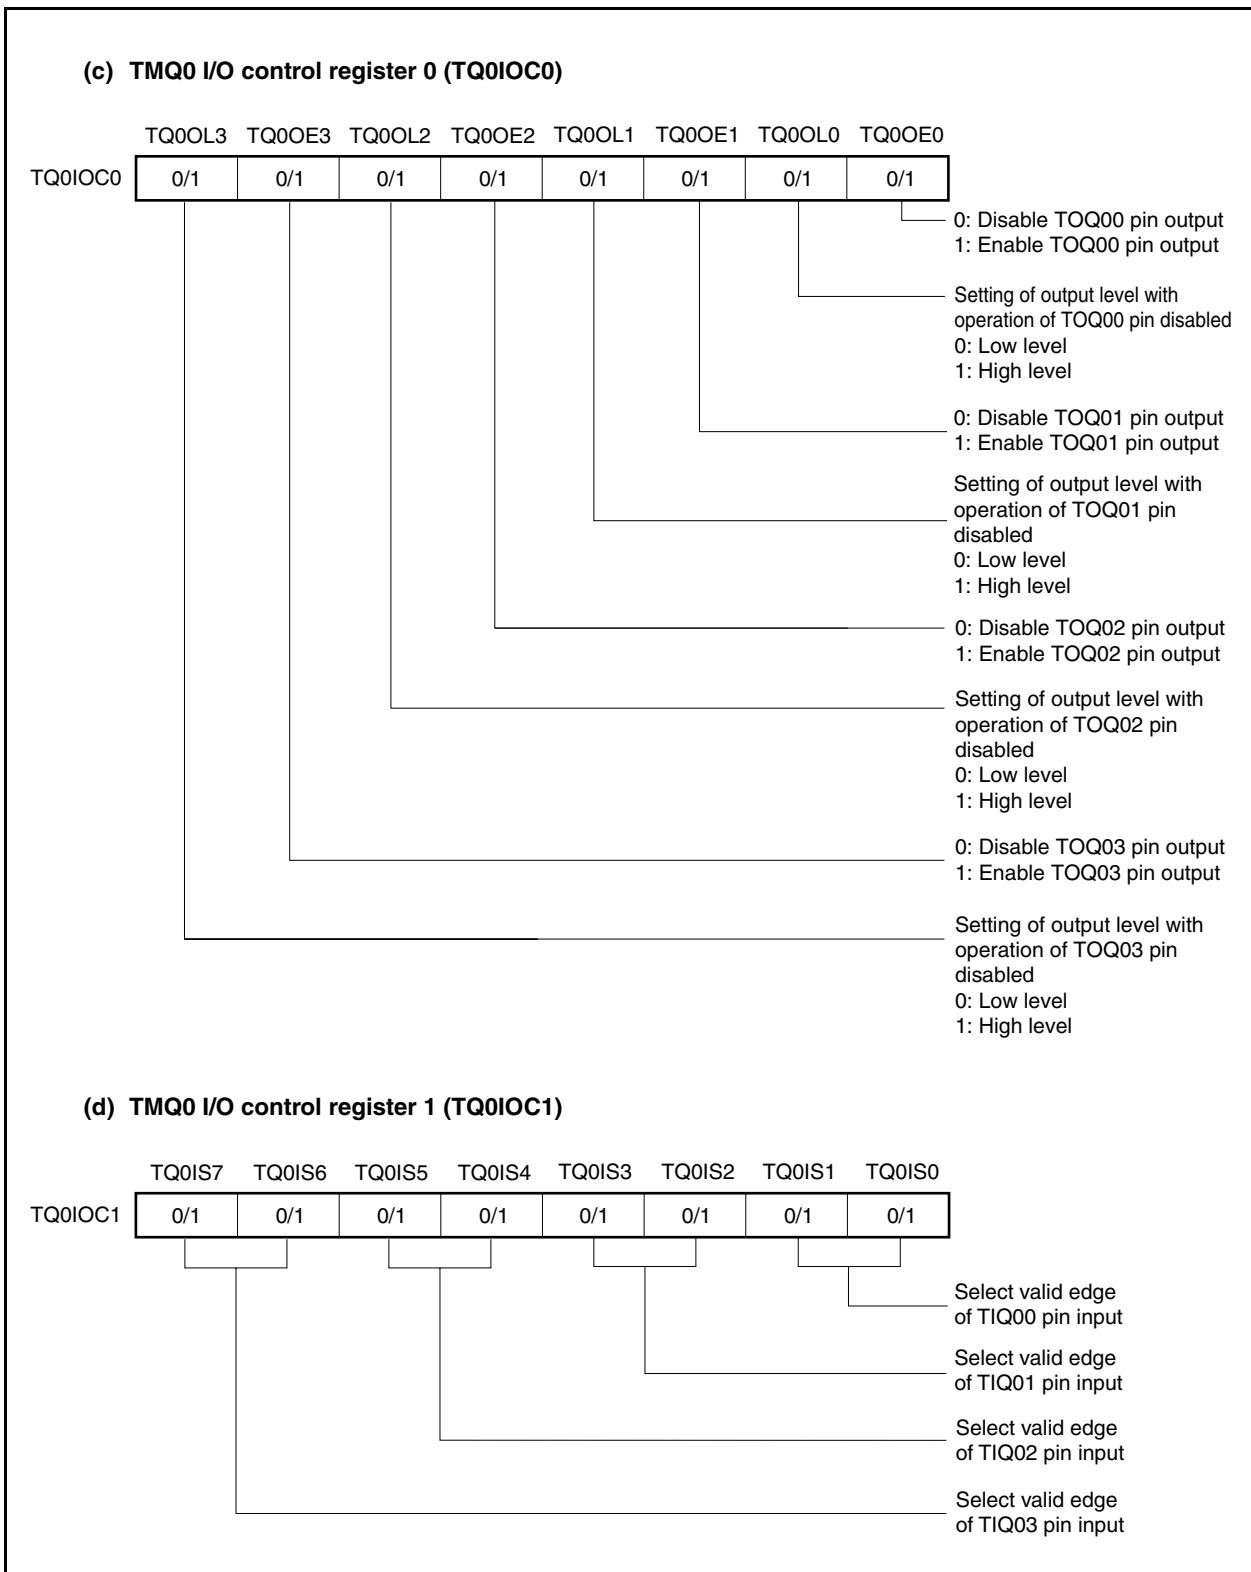 (c) TMQ0 I/O control register 0 (TQ0IOC0)
TQ0OL3 TQ0OE3 TQ0OL2 TQ0OE2 TQ0OL1 TQ0OE1 TQ0OL0 TQ0OE0
TQ0IOC0 0/1 0/1 0/1 0/1 0/1 0/1 0/1 0/1
0: Disable TOQ00 pin output
1: Enable TOQ00 pin output
Setting of output level with
operation of TOQ00 pin disabled
0: Low level
1: High level
0: Disable TOQ01 pin output
1: Enable TOQ01 pin output
Setting of output level with
operation of TOQ01 pin
disabled
0: Low level
1: High level
0: Disable TOQ02 pin output
1: Enable TOQ02 pin output
Setting of output level with
operation of TOQ02 pin
disabled
0: Low level
1: High level
0: Disable TOQ03 pin output
1: Enable TOQ03 pin output
Setting of output level with
operation of TOQ03 pin
disabled
0: Low level
1: High level
(d) TMQ0 I/O control register 1 (TQ0IOC1)
TQ0IS7 TQ0IS6 TQ0IS5 TQ0IS4 TQ0IS3 TQ0IS2 TQ0IS1 TQ0IS0
TQ0IOC1 0/1 0/1 0/1 0/1 0/1 0/1 0/1 0/1
Select valid edge
of TIQ00 pin input
Select valid edge
of TIQ01 pin input
Select valid edge
of TIQ02 pin input
Select valid edge
of TIQ03 pin input